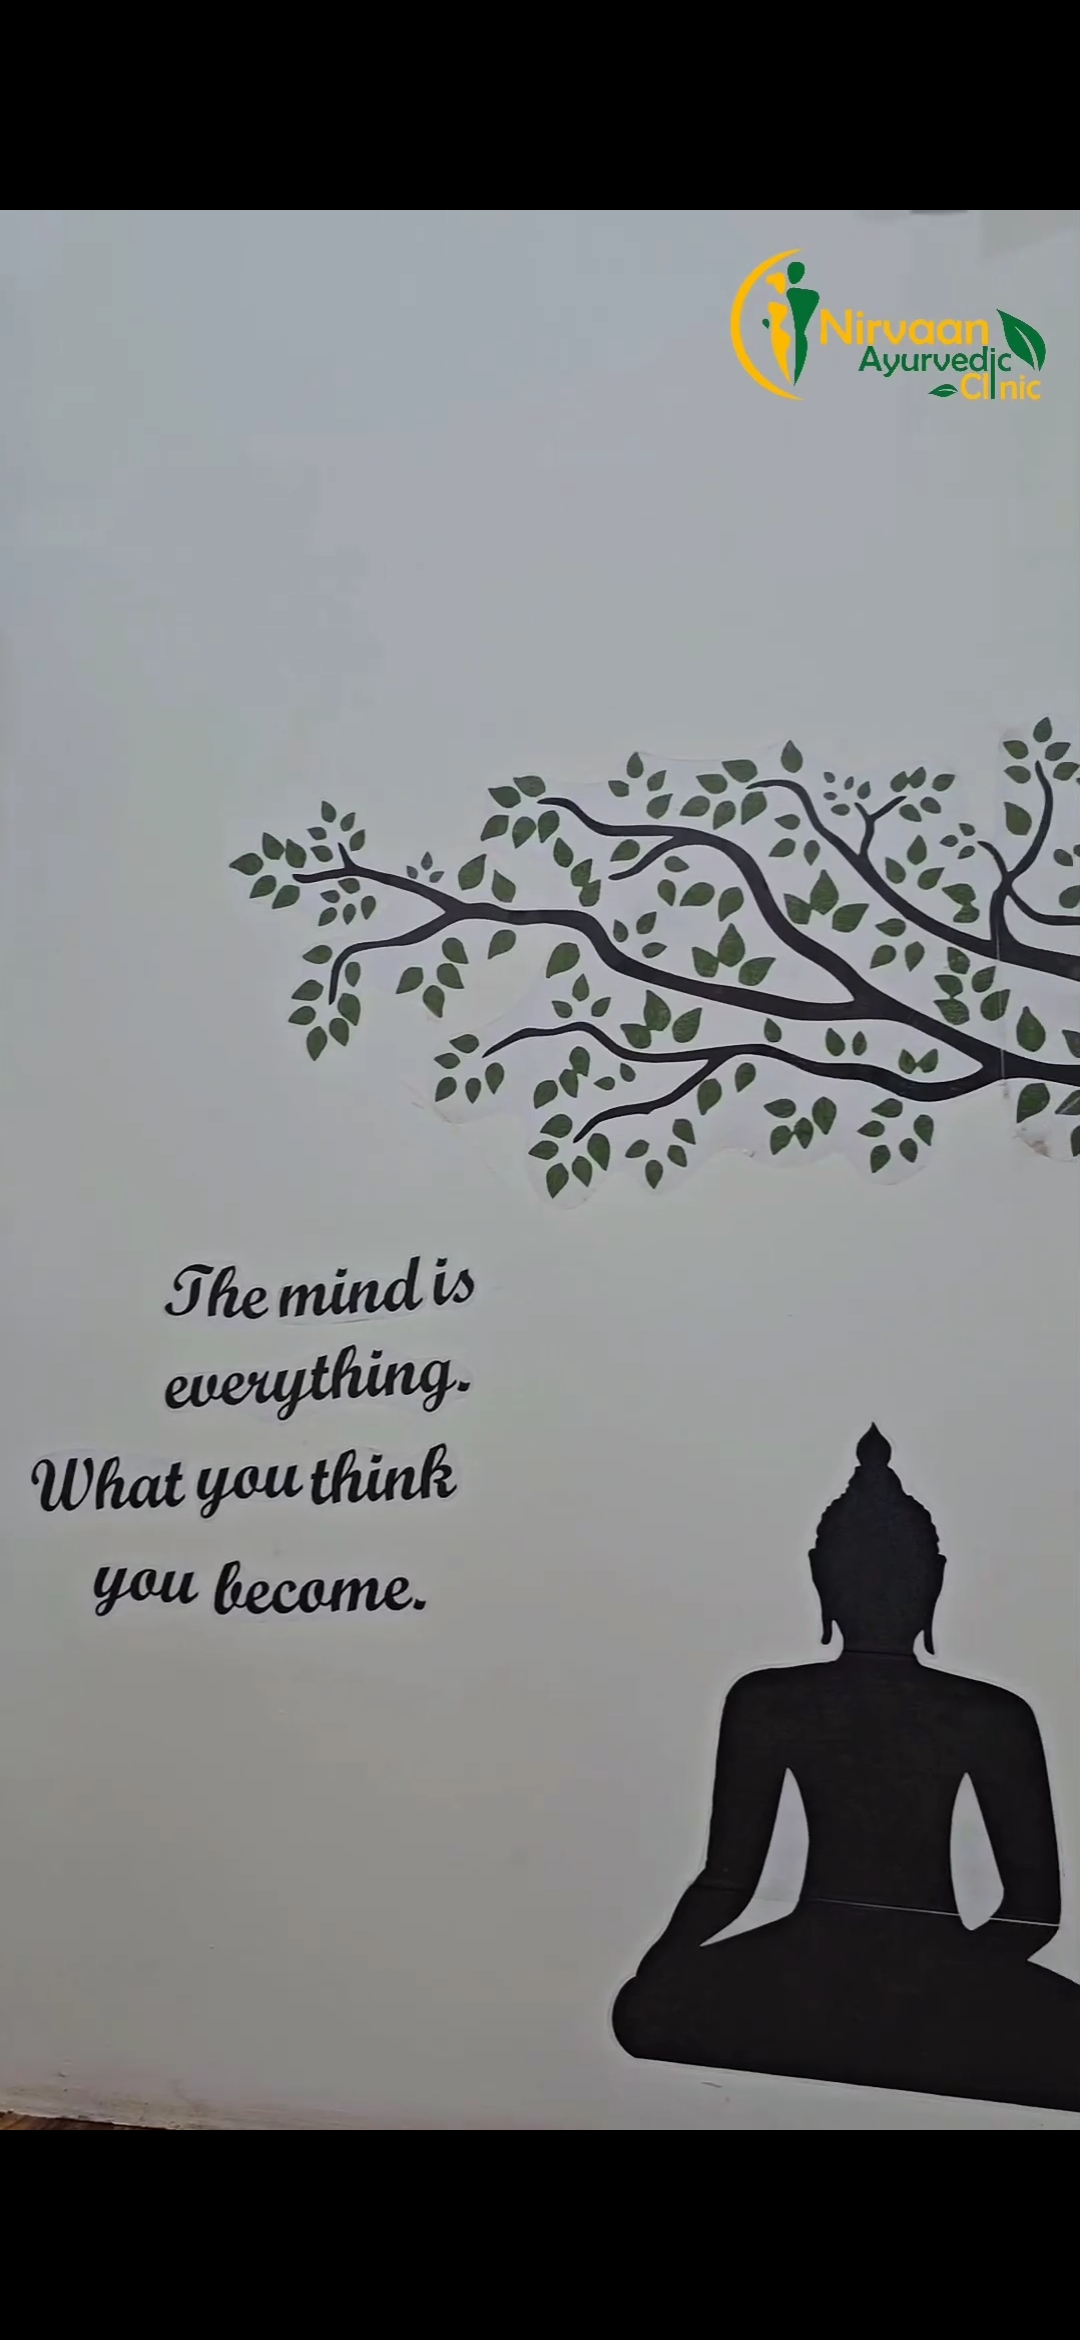 Nirvaan
Ayurvedic
Clinic
The mind is
everything.
What you think
you become.